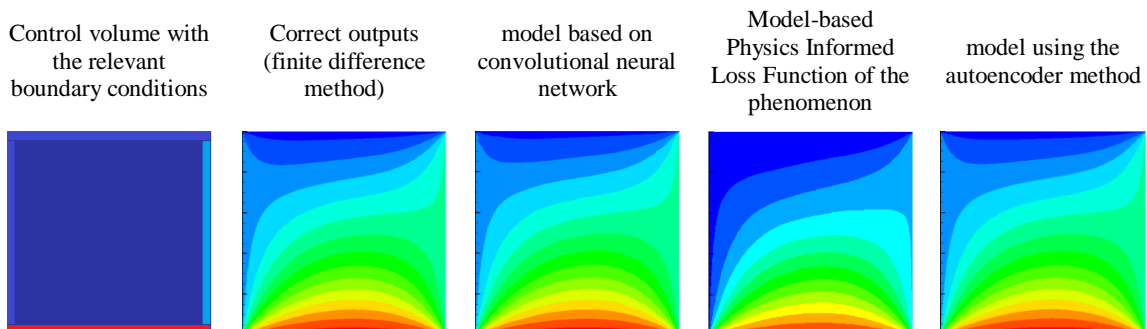 Control volume with
the relevant
boundary conditions
Correct outputs
(finite difference
method)
model based on
convolutional neural
network
Model-based
Physics Informed
Loss Function of the
phenomenon
model using the
autoencoder method